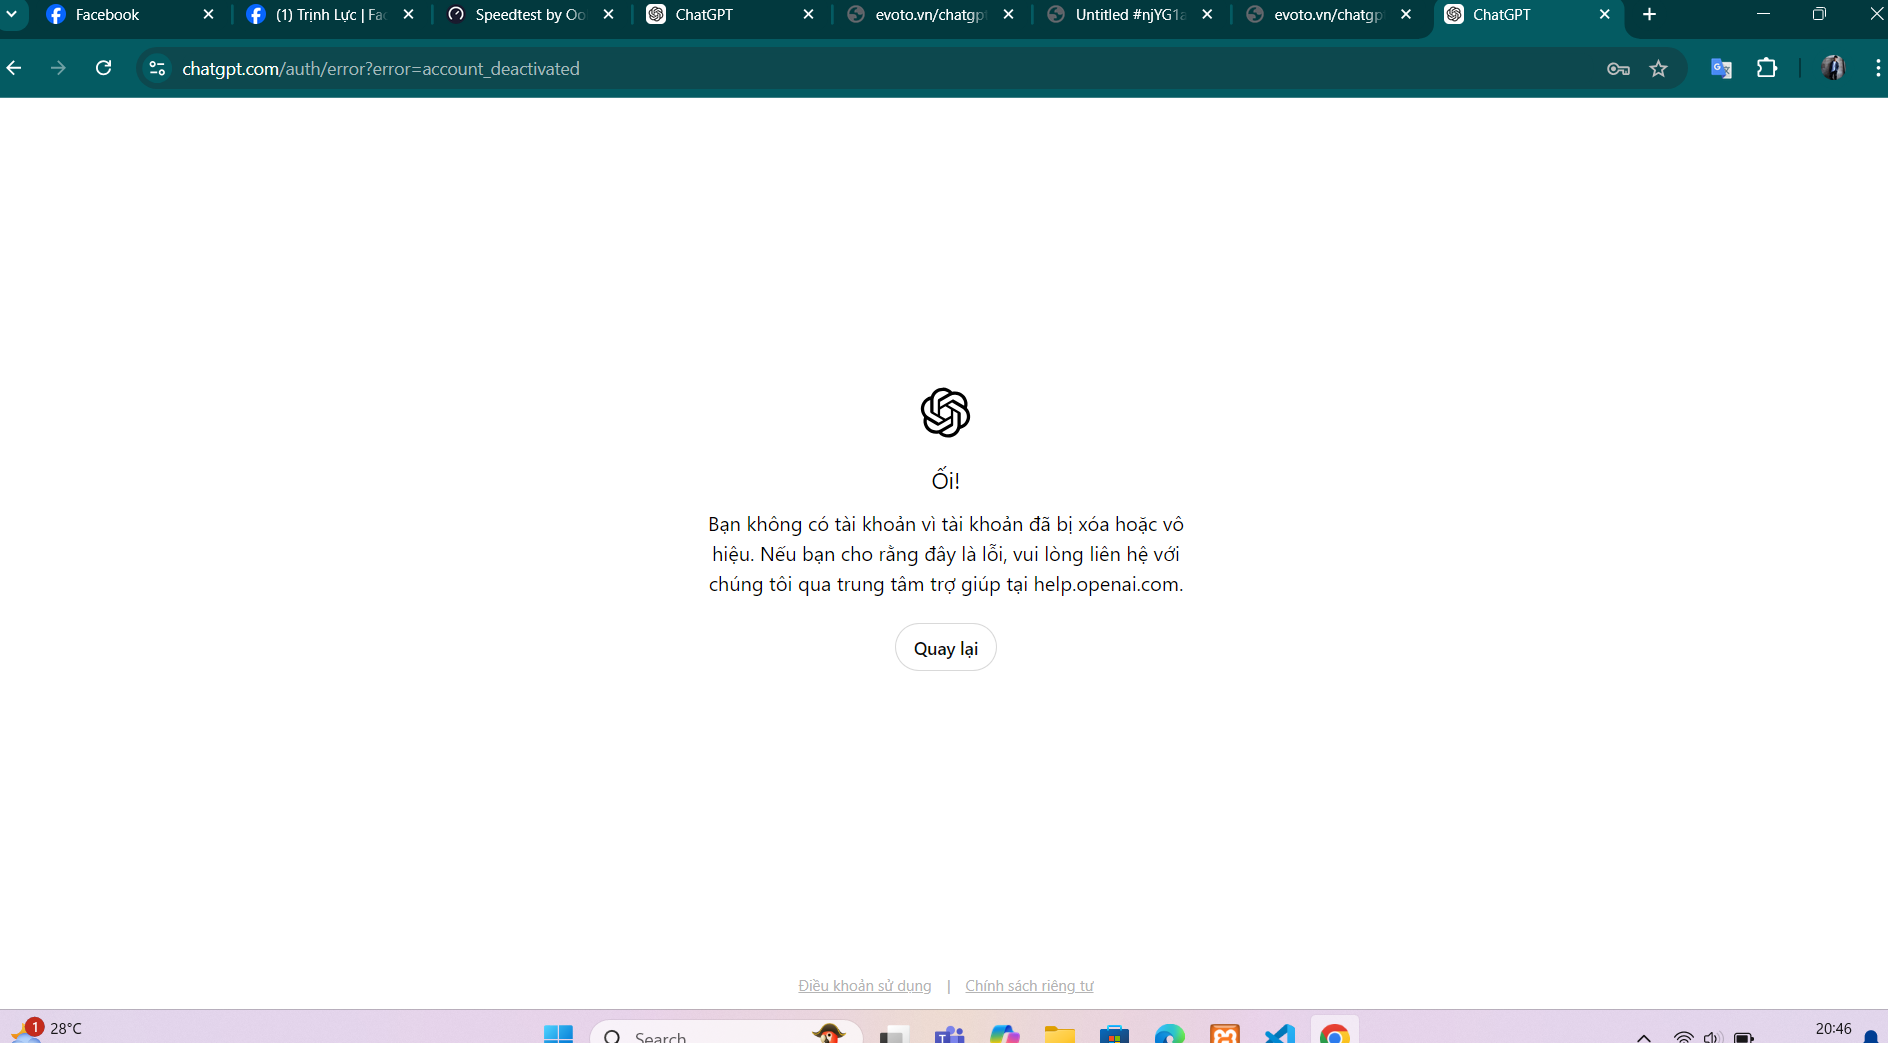 Facebook
(1) Trịnh Lực | Fac
Speedtest by Oo
ChatGPT
evoto.vn/chatgpt
Untitled #njYG1a
evoto.vn/chatgpt
ChatGPT
chatgpt.com/auth/error?error=account_deactivated
Ối!
Bạn không có tài khoản vì tài khoản đã bị xóa hoặc vô
hiệu. Nếu bạn cho rằng đây là lỗi, vui lòng liên hệ với
chúng tôi qua trung tâm trợ giúp tại help.openai.com.
Quay lại
Điều khoản sử dụng | Chính sách riêng tư
1
28°C
Search
20:46